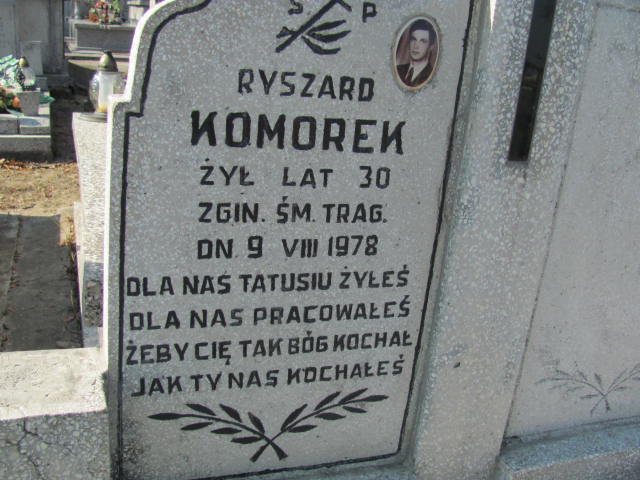 Ś P
RYSZARD
KOMOREK
ŻYŁ LAT 30
ZGIN. ŚM. TRAG.
DN 9 VIII 1978
DLA NAS TATUSIU ŻYŁEŚ
DLA NAS PRACOWAŁEŚ
ŻEBY CIĘ TAK BÓG KOCHAŁ
JAK TY NAS KOCHAŁEŚ